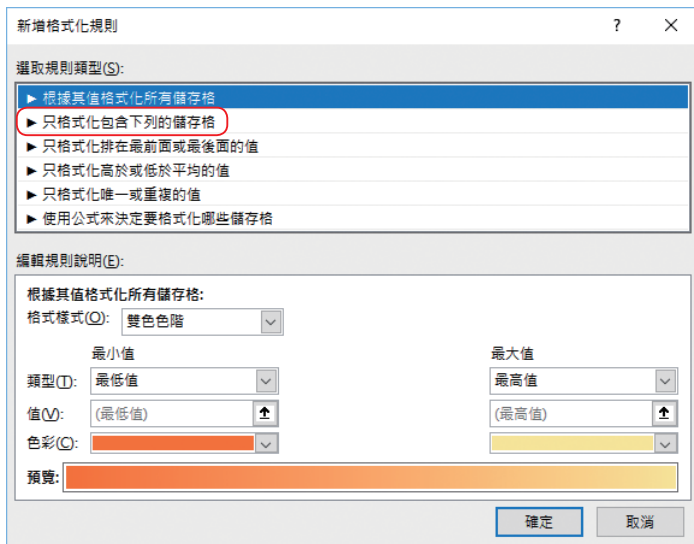 新增格式化規則 ? ×
選取規則類型(S):
► 根據其值格式化所有儲存格
► 只格式化包含下列的儲存格
► 只格式化排在最前面或最後面的值
► 只格式化高於或低於平均的值
► 只格式化唯一或重複的值
► 使用公式來決定要格式化哪些儲存格
編輯規則說明(E):
根據其值格式化所有儲存格:
格式樣式(O): 雙色色階
最小值 最大值
類型(T): 最低值 最高值
值(V): (最低值) (最高值)
色彩(C):
預覽:
確定 取消